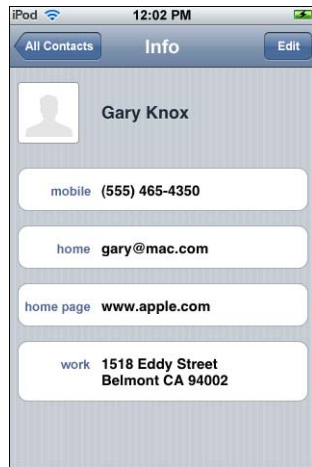 iPod 12:02 PM
All Contacts Info Edit
Gary Knox
mobile (555) 465-4350
home gary@mac.com
home page www.apple.com
work 1518 Eddy Street
Belmont CA 94002